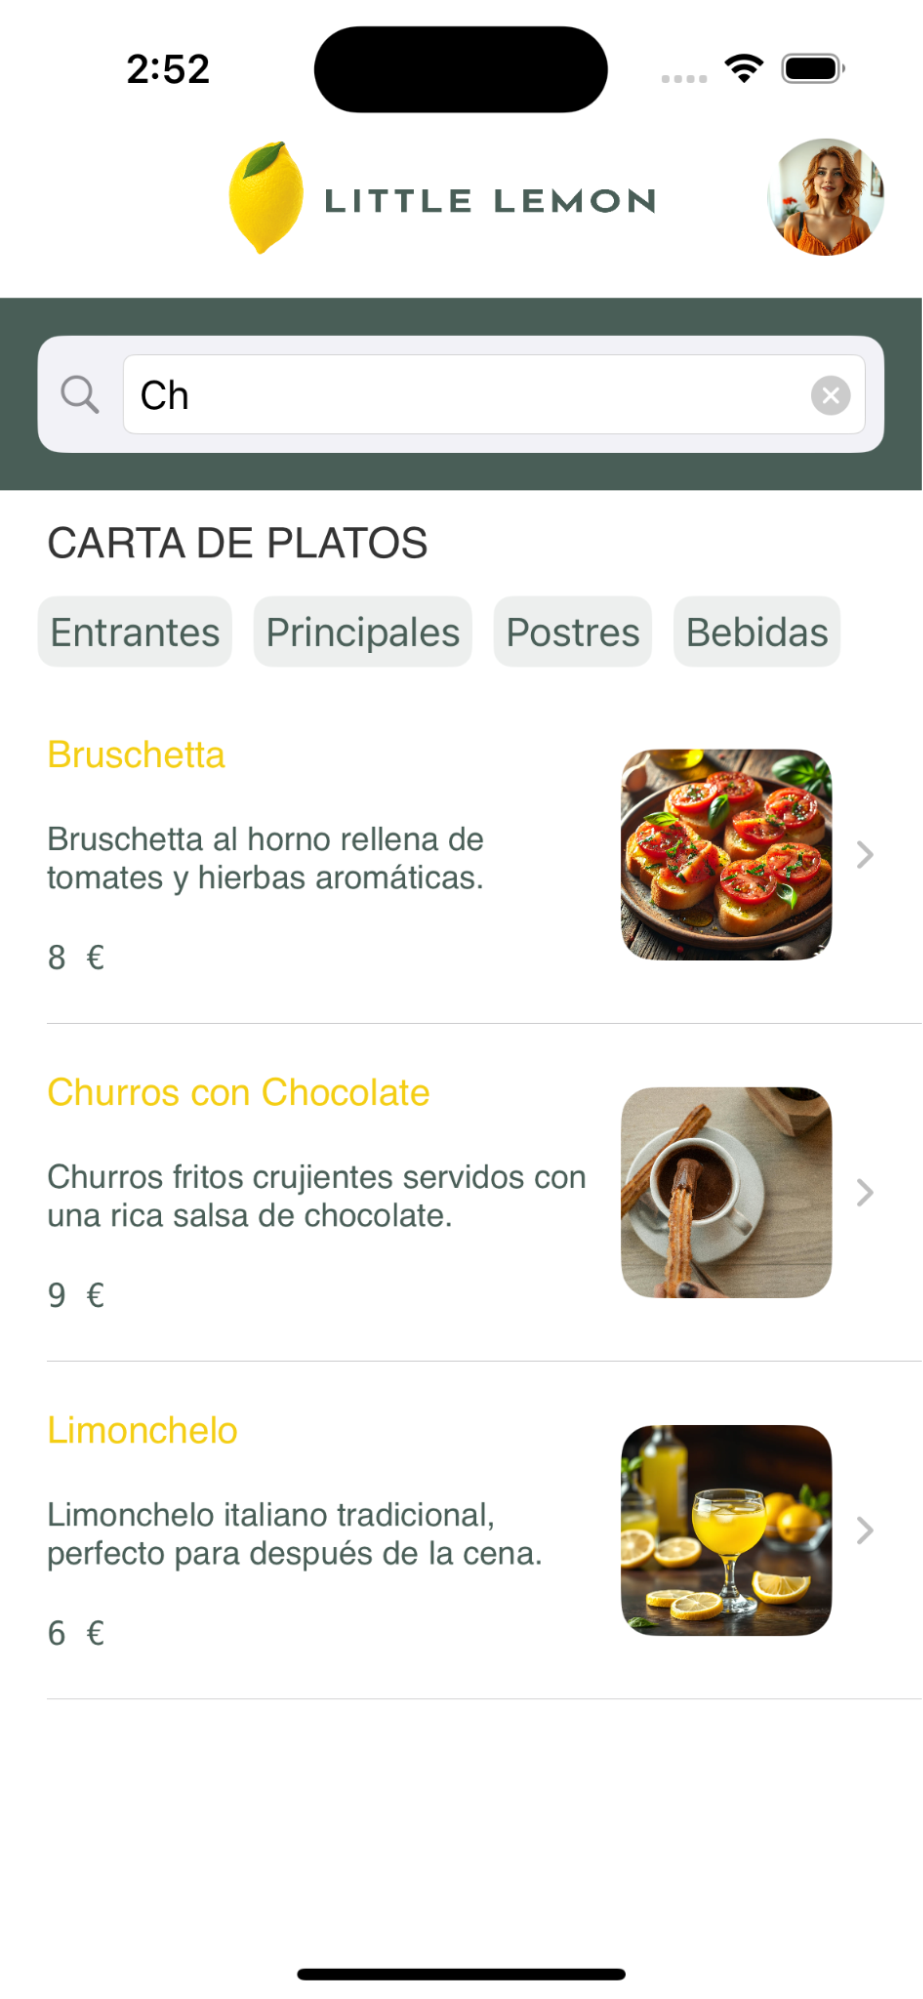 2:52
LITTLE LEMON
Ch
CARTA DE PLATOS
Entrantes Principales Postres Bebidas
Bruschetta
Bruschetta al horno rellena de
tomates y hierbas aromáticas.
8 €
Churros con Chocolate
Churros fritos crujientes servidos con
una rica salsa de chocolate.
9 €
Limonchelo
Limonchelo italiano tradicional,
perfecto para después de la cena.
6 €